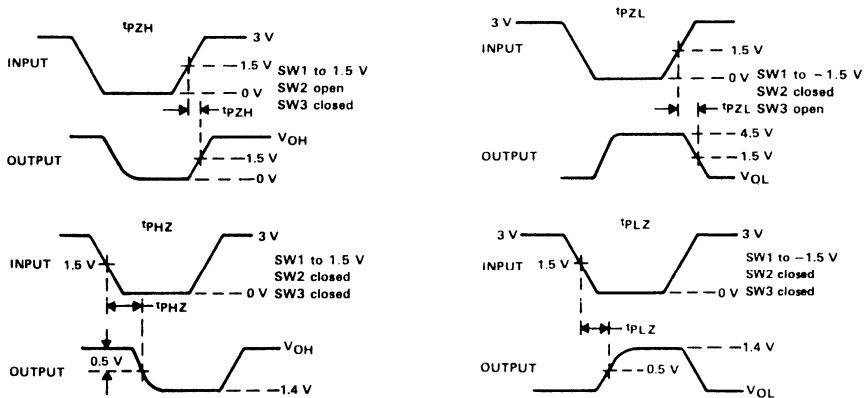 tPZH
3 V
INPUT
1.5 V
SW1 to 1.5 V
SW2 open
SW3 closed
0 V
tPZH
OUTPUT
VOH
1.5 V
0 V
tPZL
3 V
INPUT
1.5 V
0 V
SW1 to -1.5 V
SW2 closed
SW3 open
tPZL
4.5 V
OUTPUT
1.5 V
VOL
tPHZ
3 V
INPUT
1.5 V
SW1 to 1.5 V
SW2 closed
SW3 closed
0 V
tPHZ
VOH
0.5 V
OUTPUT
1.4 V
tPLZ
3 V
3 V
INPUT
1.5 V
SW1 to -1.5 V
SW2 closed
SW3 closed
0 V
tPLZ
1.4 V
OUTPUT
0.5 V
VOL